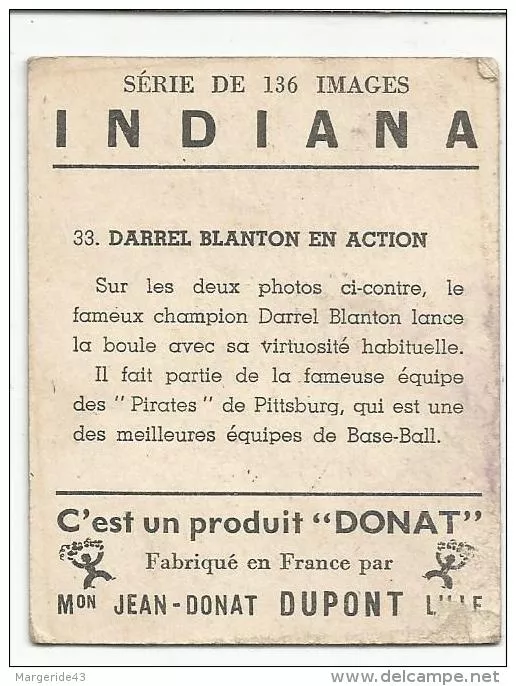 SÉRIE DE 136 IMAGES
INDIANA
33. DARREL BLANTON EN ACTION
Sur les deux photos ci-contre, le
fameux champion Darrel Blanton lance
la boule avec sa virtuosité habituelle.
Il fait partie de la fameuse équipe
des "Pirates" de Pittsburg, qui est une
des meilleures équipes de Base-Ball.
C'est un produit "DONAT"
Fabriqué en France par
MON JEAN-DONAT DUPONT LILLE
Margeride43
delcampe.net